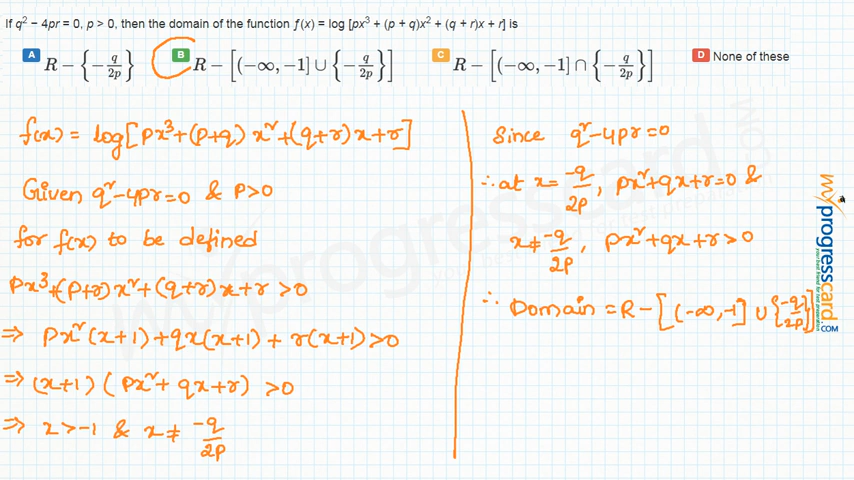 If q² − 4pr = 0, p > 0, then the domain of the function f(x) = log [px³ + (p + q)x² + (q + r)x + r] is
A R − {−q/2p} B R − [(−∞, −1] ∪ {−q/2p}] C R − [(−∞, −1] ∩ {−q/2p}] D None of these
f(x) = log[px³+(p+q)x²+(q+r)x+r]
Given q²−4pr=0 & p>0
for f(x) to be defined
px³+(p+r)x²+(q+r)x+r >0
⇒ px²(x+1)+qx(x+1)+r(x+1)>0
⇒ (x+1)(px²+qx+r) >0
⇒ x>-1 & x≠ -q/2p
Since q²−4pr=0
∴ at x= -q/2p, px²+qx+r=0 &
x≠ -q/2p, px²+qx+r>0
∴ Domain = R−[(-∞,-1] ∪ {-q/2p}]
myprogresscard
.COM